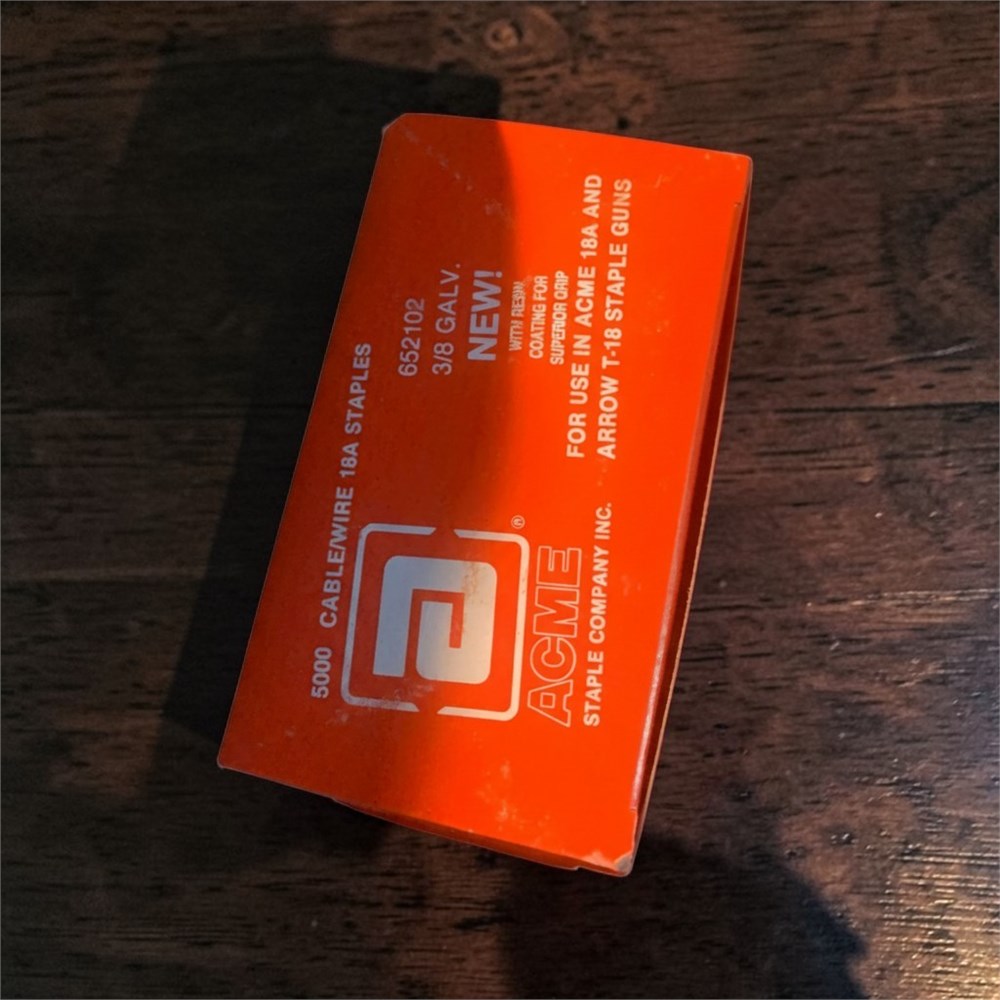 5000 CABLE/WIRE 18A STAPLES
652102
3/8 GALV.
NEW!
WITH RESIN
COATING FOR
SUPERIOR GRIP
FOR USE IN ACME 18A AND
ARROW T-18 STAPLE GUNS
a ®
ACME
STAPLE COMPANY INC.